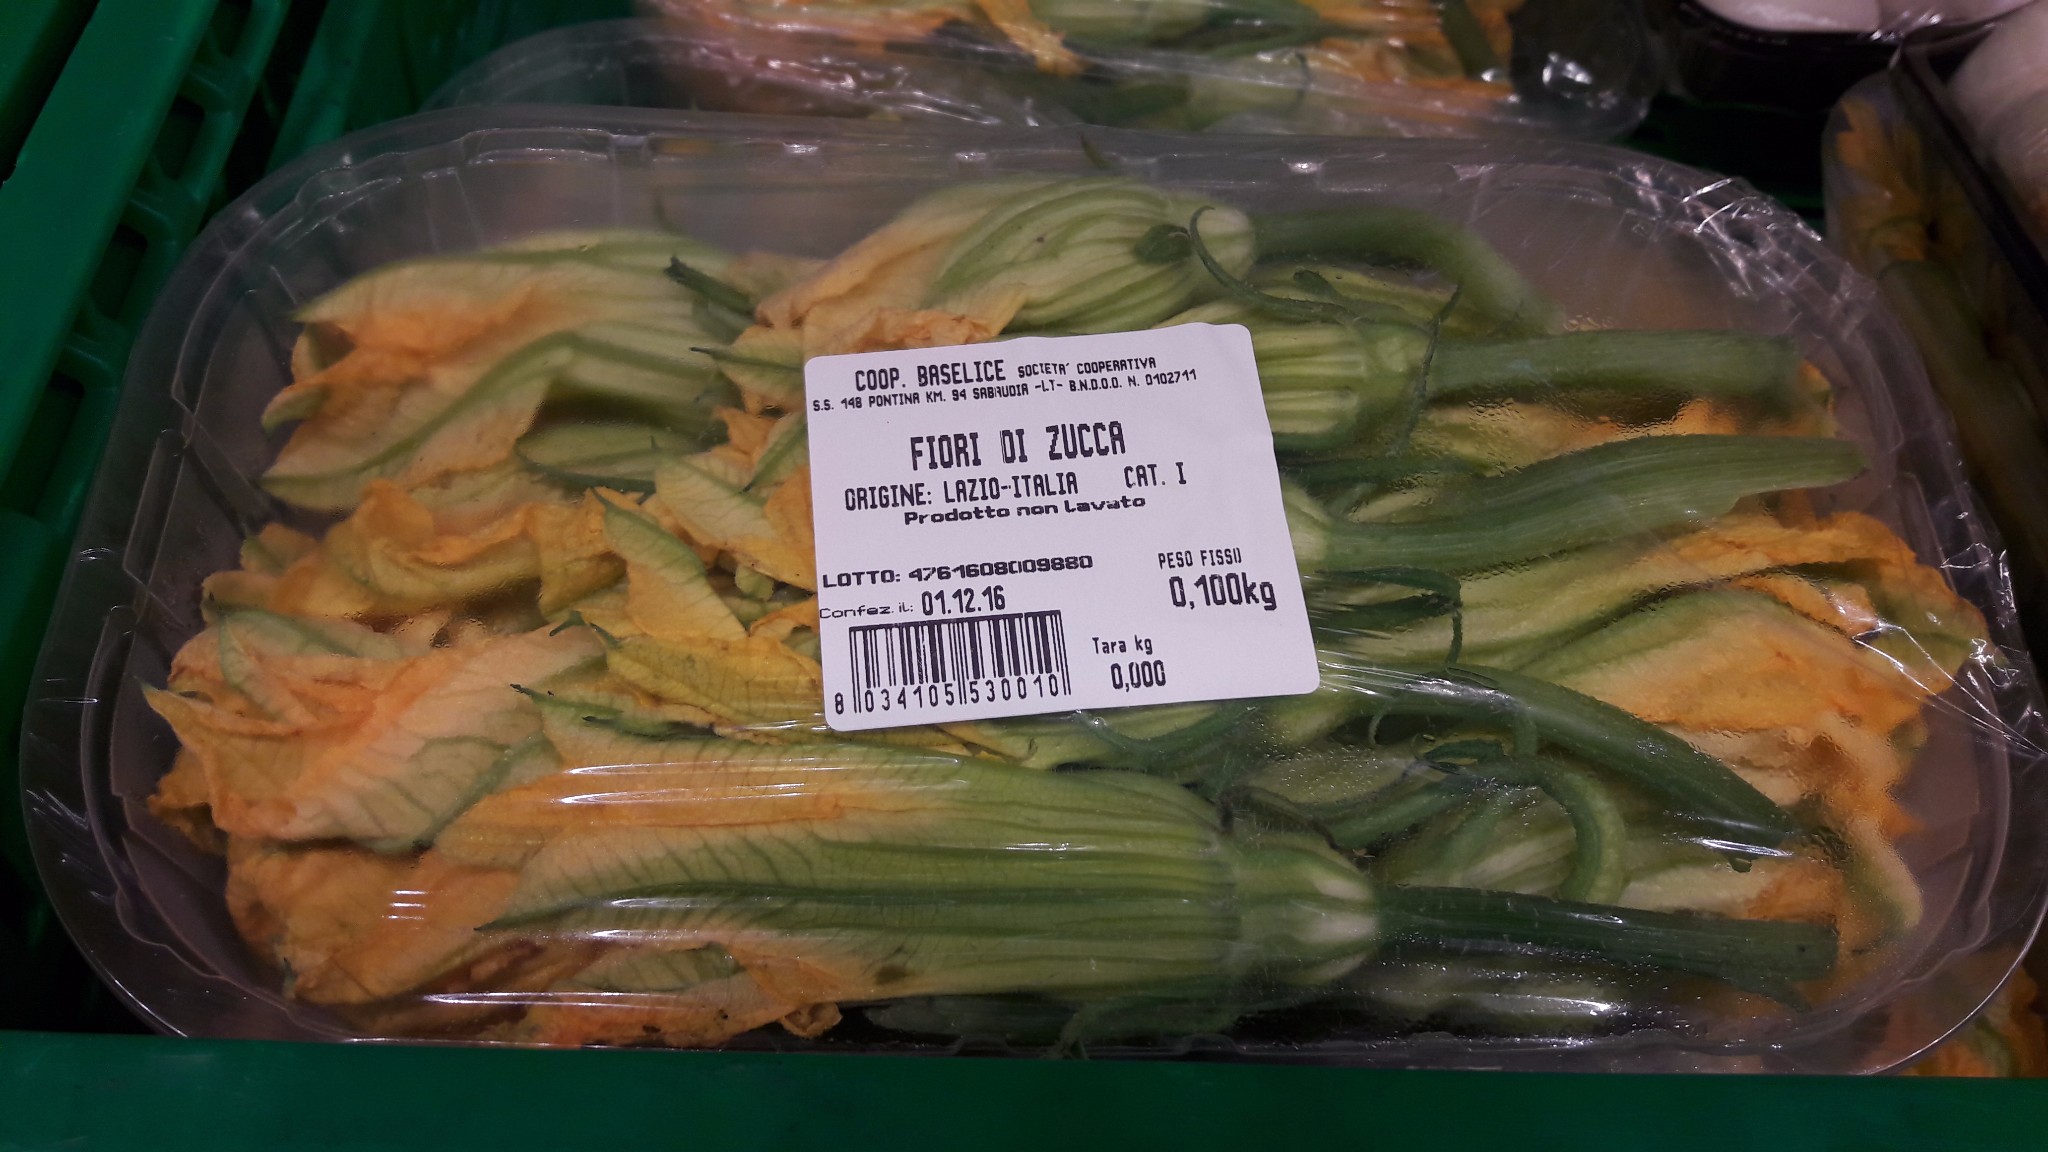 COOP. BASELICE SOCIETA' COOPERATIVA
S.S. 148 PONTINA KM. 94 SABAUDIA -LT- B.N.D.O.O. N. 0102711
FIORI DI ZUCCA
ORIGINE: LAZIO-ITALIA CAT. I
Prodotto non Lavato
LOTTO: 4761608009880
PESO FISSO
Confez. il: 01.12.16
0,100kg
Tara kg
0,000
8 034105 530010